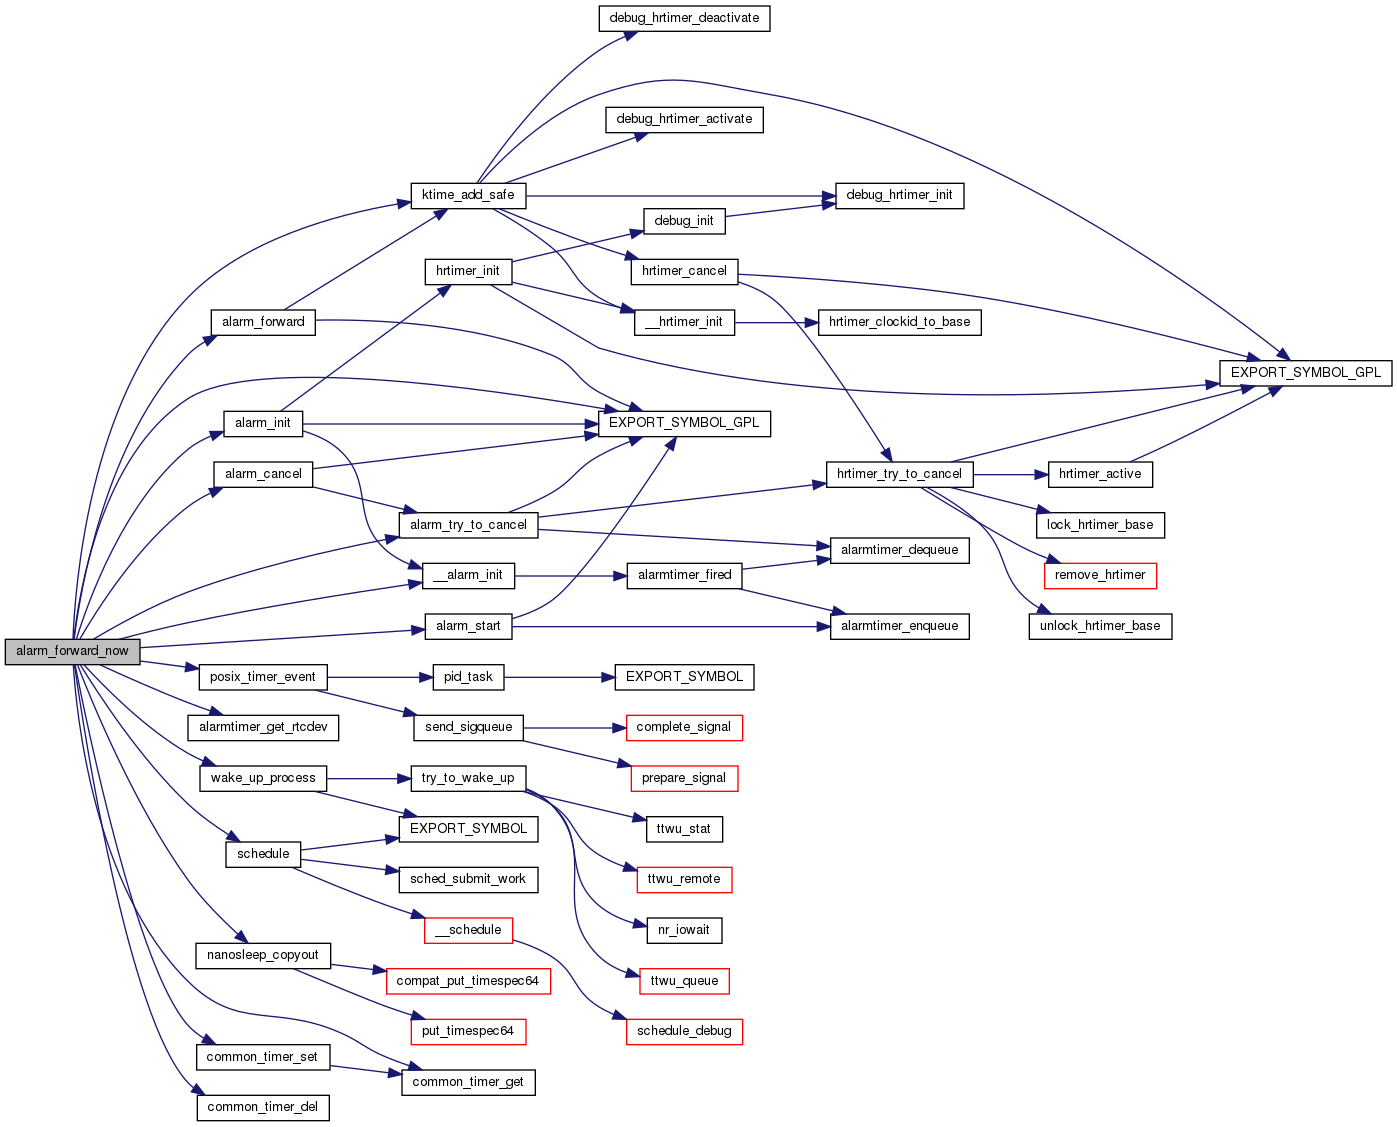 debug_hrtimer_deactivate
debug_hrtimer_activate
ktime_add_safe
debug_hrtimer_init
debug_init
hrtimer_init
hrtimer_cancel
alarm_forward
__hrtimer_init
hrtimer_clockid_to_base
EXPORT_SYMBOL_GPL
alarm_init
EXPORT_SYMBOL_GPL
alarm_cancel
hrtimer_try_to_cancel
hrtimer_active
alarm_try_to_cancel
lock_hrtimer_base
alarmtimer_dequeue
__alarm_init
alarmtimer_fired
remove_hrtimer
alarm_start
alarmtimer_enqueue
unlock_hrtimer_base
alarm_forward_now
posix_timer_event
pid_task
EXPORT_SYMBOL
alarmtimer_get_rtcdev
send_sigqueue
complete_signal
wake_up_process
try_to_wake_up
prepare_signal
EXPORT_SYMBOL
ttwu_stat
schedule
sched_submit_work
ttwu_remote
__schedule
nr_iowait
nanosleep_copyout
compat_put_timespec64
ttwu_queue
put_timespec64
schedule_debug
common_timer_set
common_timer_get
common_timer_del